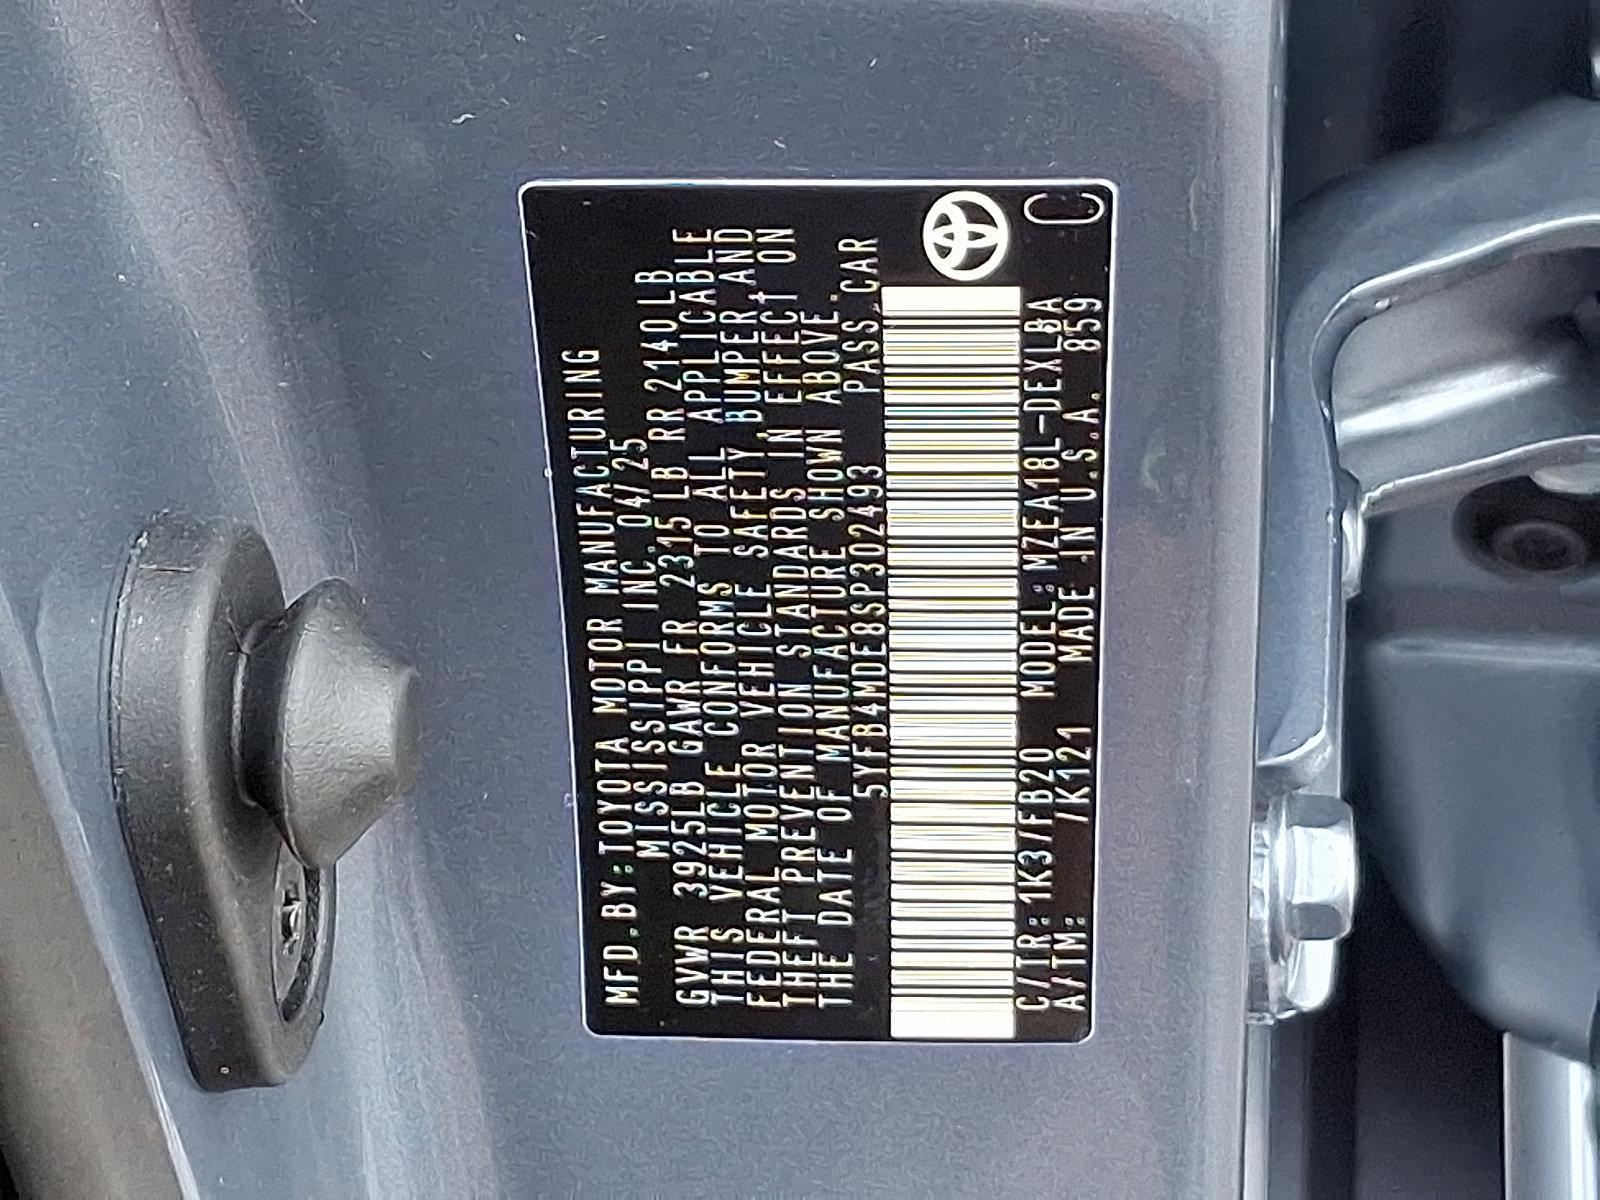 MFD.BY:TOYOTA MOTOR MANUFACTURING
MISSISSIPPI INC. 04/25
GVWR 3925LB GAWR FR 2315LB RR 2140LB
THIS VEHICLE CONFORMS TO ALL APPLICABLE
FEDERAL MOTOR VEHICLE SAFETY, BUMPER, AND
THEFT PREVENTION STANDARDS IN EFFECT ON
THE DATE OF MANUFACTURE SHOWN ABOVE.
5YFB4MDE8SP302493 PASS.CAR
C/TR:1K3/FB20 MODEL:MZEA18L-DEXLBA
A/TM: /K121 MADE IN U.S.A. 859
C